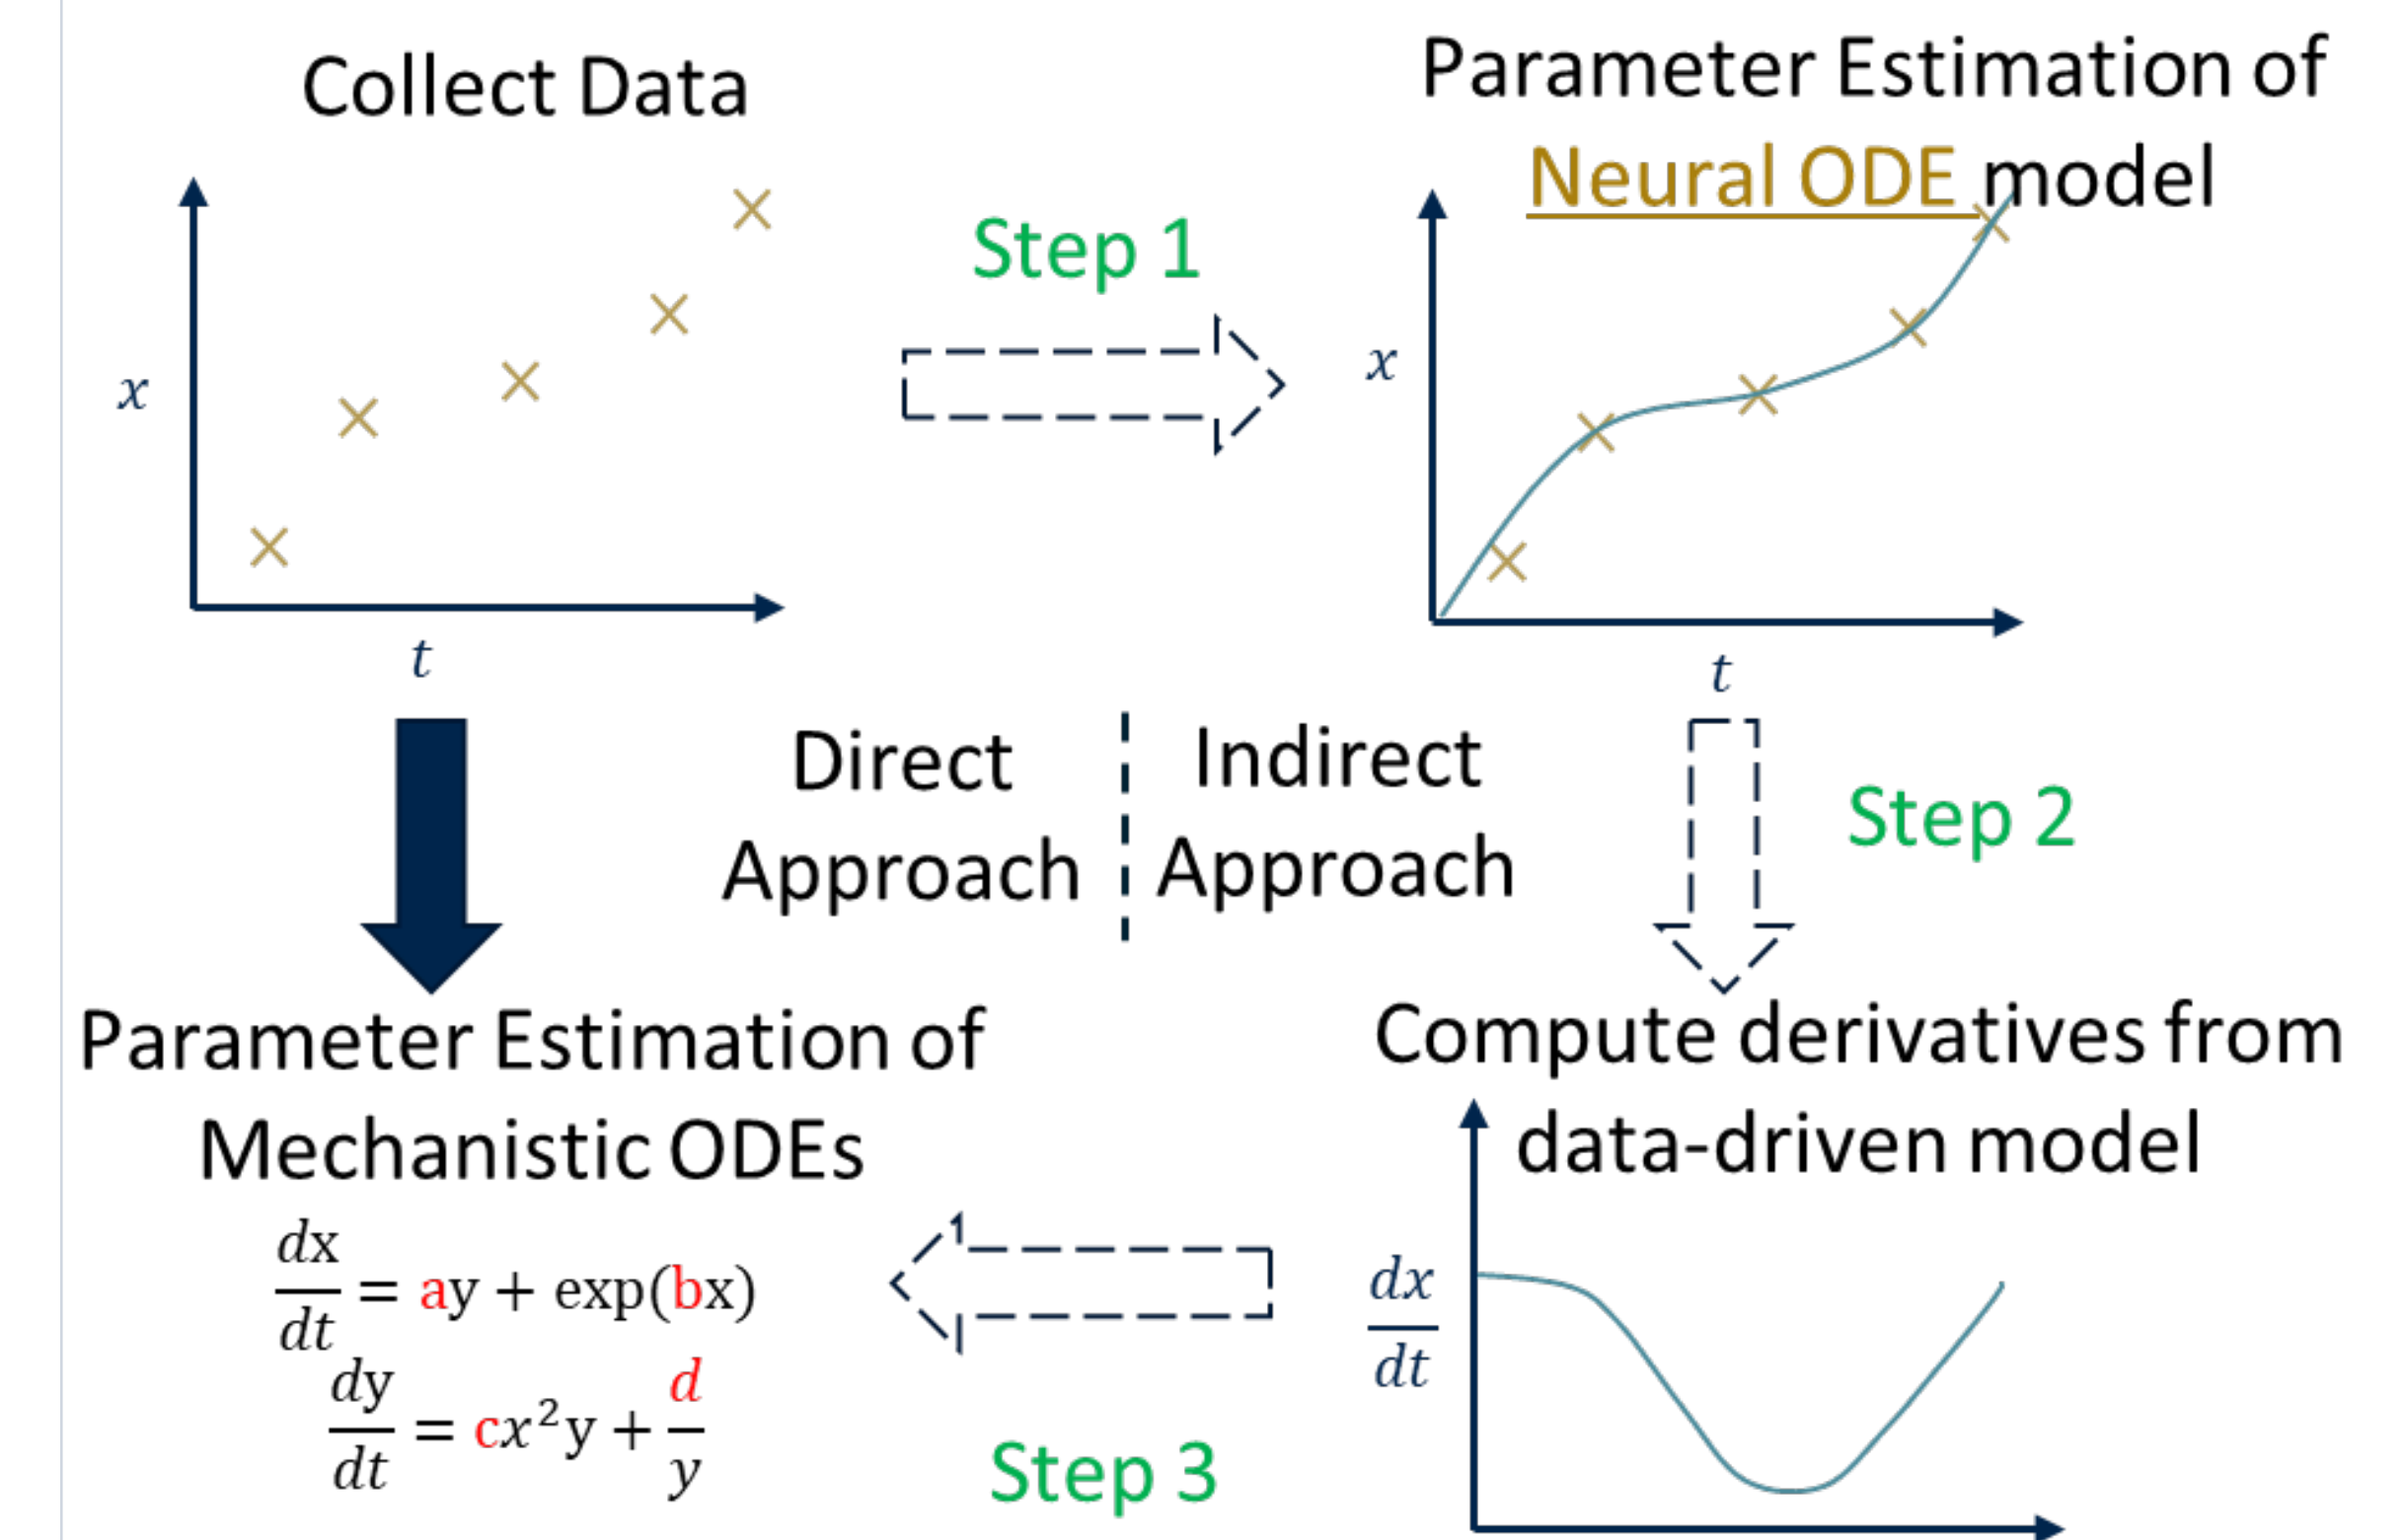 Collect Data
x
t
Step 1
Parameter Estimation of
Neural ODE model
x
t
Direct
Approach
Indirect
Approach
Step 2
Compute derivatives from
data-driven model
dx
dt
Step 3
Parameter Estimation of
Mechanistic ODEs
dx/dt = ay + exp(bx)
dy/dt = cx²y + d/y